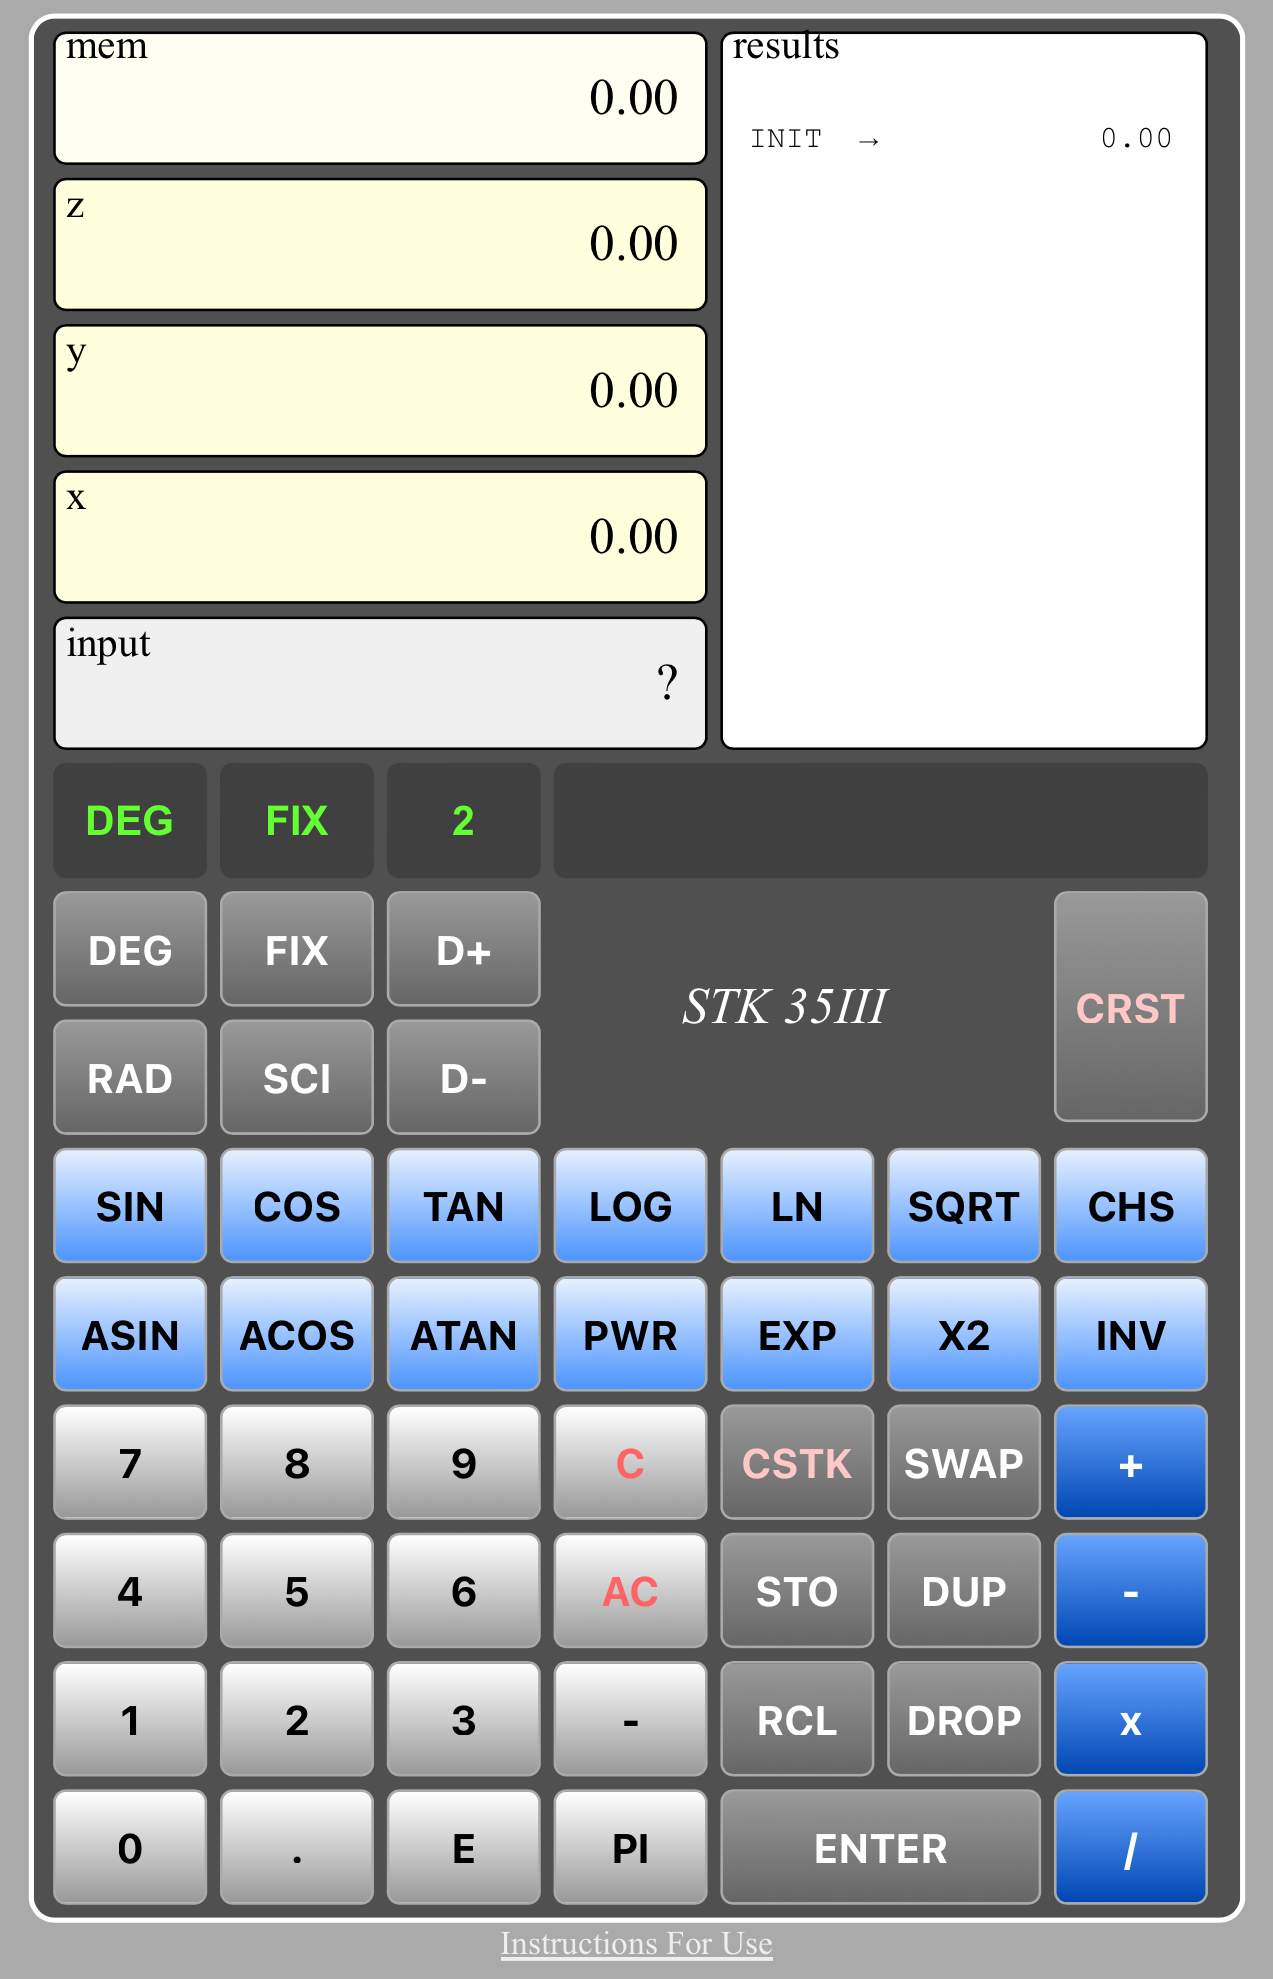 mem
0.00
results
INIT → 0.00
z
0.00
y
0.00
x
0.00
input
?
DEG FIX 2
DEG FIX D+
STK 35III
CRST
RAD SCI D-
SIN COS TAN LOG LN SQRT CHS
ASIN ACOS ATAN PWR EXP X2 INV
7 8 9 C CSTK SWAP +
4 5 6 AC STO DUP -
1 2 3 - RCL DROP x
0 . E PI ENTER /
Instructions For Use